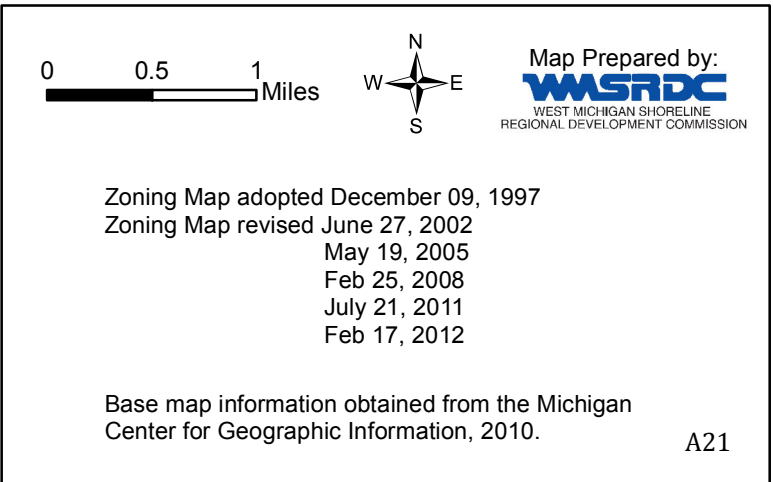 0 0.5 1
Miles
N
W E
S
Map Prepared by:
WMSRDC
WEST MICHIGAN SHORELINE
REGIONAL DEVELOPMENT COMMISSION
Zoning Map adopted December 09, 1997
Zoning Map revised June 27, 2002
May 19, 2005
Feb 25, 2008
July 21, 2011
Feb 17, 2012
Base map information obtained from the Michigan
Center for Geographic Information, 2010.
A21